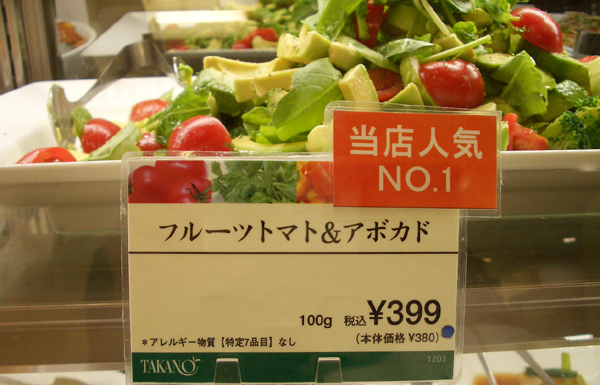 当店人気
NO.1
フルーツトマト&アボカド
100g 税込 ¥399
(本体価格 ¥380)
*アレルギー物質【特定7品目】なし
TAKANO
1203